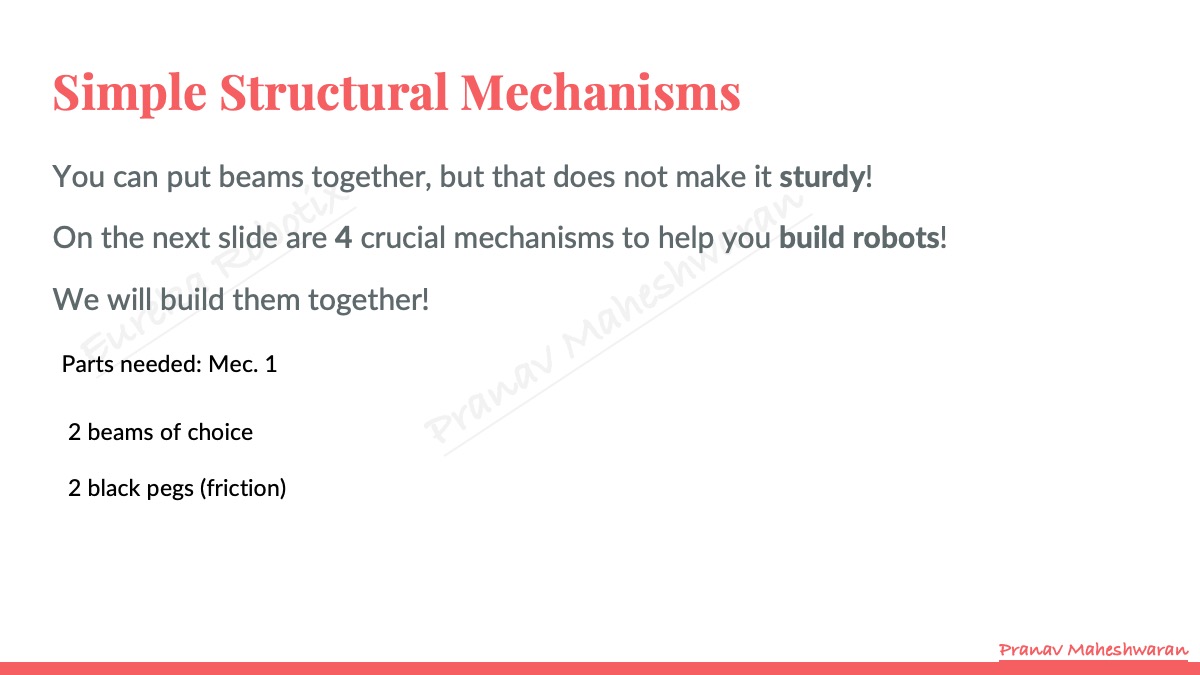 Simple Structural Mechanisms
You can put beams together, but that does not make it sturdy!
On the next slide are 4 crucial mechanisms to help you build robots!
We will build them together!
Parts needed: Mec. 1
2 beams of choice
2 black pegs (friction)
Eureka Robotix
Pranav Maheshwaran
Pranav Maheshwaran